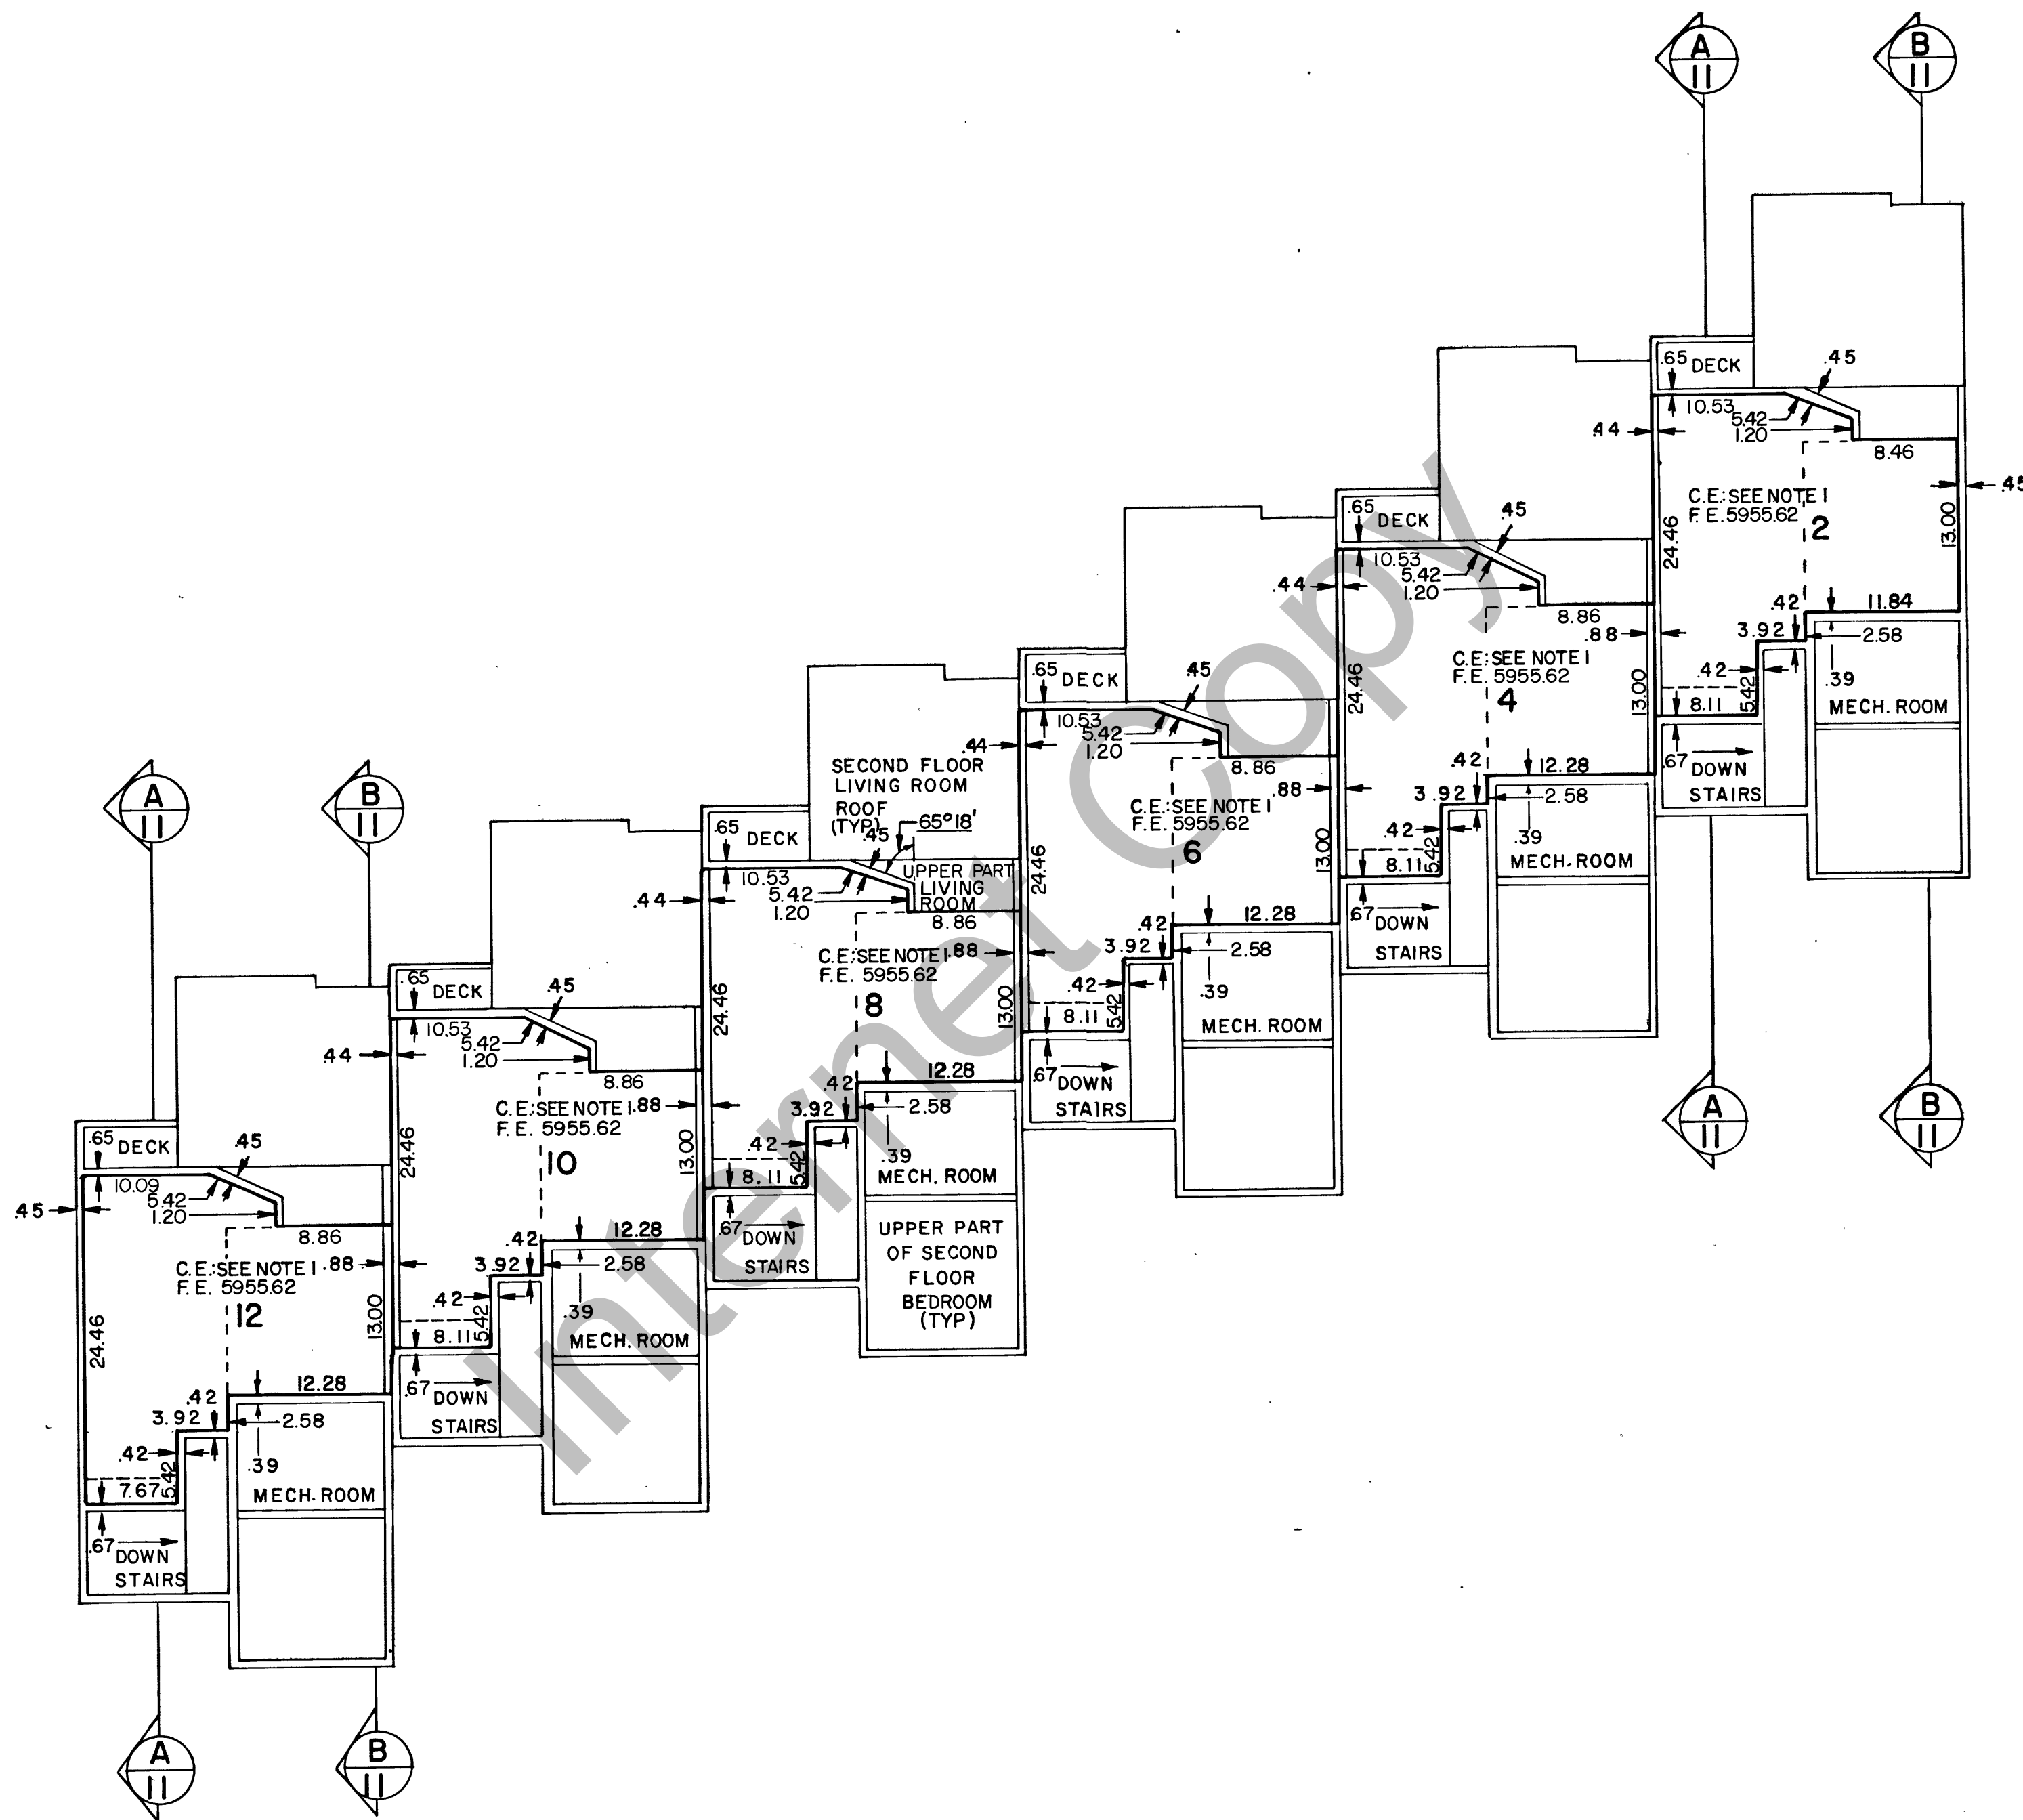 A
11
B
11
.65 DECK
.45
10.53
5.42
1.20
.44
8.46
.45
C.E.: SEE NOTE 1
F.E. 5955.62
2
24.46
13.00
.42
11.84
3.92
2.58
.42
5.42
.39
8.11
MECH. ROOM
.67
DOWN
STAIRS
.65 DECK
.45
10.53
5.42
1.20
.44
8.86
.88
C.E.: SEE NOTE 1
F.E. 5955.62
4
24.46
13.00
.42
12.28
3.92
2.58
.42
5.42
.39
8.11
MECH. ROOM
.67
DOWN
STAIRS
A
11
B
11
.65 DECK
.45
10.53
5.42
1.20
.44
8.86
.88
C.E.: SEE NOTE 1
F.E. 5955.62
6
24.46
13.00
.42
12.28
3.92
2.58
.42
5.42
.39
8.11
MECH. ROOM
.67
DOWN
STAIRS
SECOND FLOOR
LIVING ROOM
ROOF
(TYP)
65°18'
.65 DECK
.45
UPPER PART
LIVING
ROOM
10.53
5.42
1.20
.44
8.86
.88
C.E.: SEE NOTE 1
F.E. 5955.62
8
24.46
13.00
.42
12.28
3.92
2.58
.42
5.42
.39
8.11
MECH. ROOM
.67
DOWN
STAIRS
UPPER PART
OF SECOND
FLOOR
BEDROOM
(TYP)
A
11
B
11
.65 DECK
.45
10.53
5.42
1.20
.44
8.86
.88
C.E.: SEE NOTE 1
F.E. 5955.62
10
24.46
13.00
.42
12.28
3.92
2.58
.42
5.42
.39
8.11
MECH. ROOM
.67
DOWN
STAIRS
.65 DECK
.45
10.09
5.42
1.20
.45
8.86
.88
C.E.: SEE NOTE 1
F.E. 5955.62
12
24.46
13.00
.42
12.28
3.92
2.58
.42
5.42
.39
7.67
MECH. ROOM
.67
DOWN
STAIRS
A
11
B
11
Internet Copy